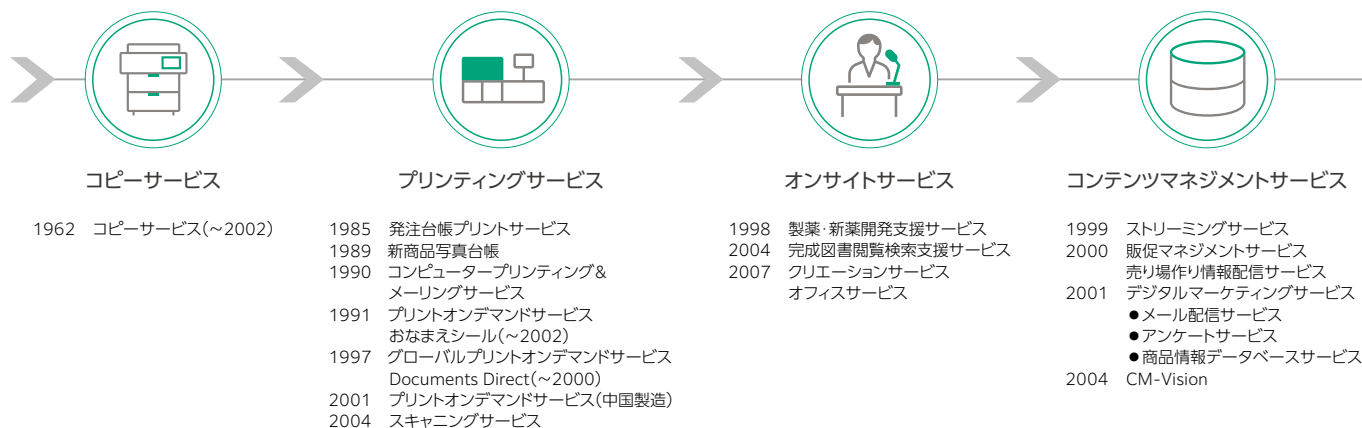 コピーサービス
1962 コピーサービス(~2002)
プリンティングサービス
1985 発注台帳プリントサービス
1989 新商品写真台帳
1990 コンピュータープリンティング&
メーリングサービス
1991 プリントオンデマンドサービス
おなまえシール(~2002)
1997 グローバルプリントオンデマンドサービス
Documents Direct(~2000)
2001 プリントオンデマンドサービス(中国製造)
2004 スキャニングサービス
オンサイトサービス
1998 製薬・新薬開発支援サービス
2004 完成図書閲覧検索支援サービス
2007 クリエーションサービス
オフィスサービス
コンテンツマネジメントサービス
1999 ストリーミングサービス
2000 販促マネジメントサービス
売り場作り情報配信サービス
2001 デジタルマーケティングサービス
●メール配信サービス
●アンケートサービス
●商品情報データベースサービス
2004 CM-Vision